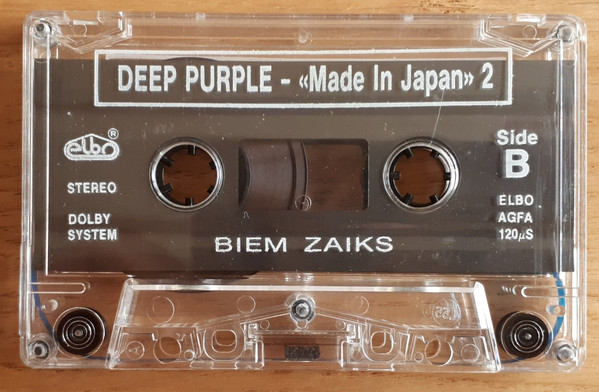 DEEP PURPLE - «Made In Japan» 2
elbo®
STEREO
DOLBY
SYSTEM
Side
B
ELBO
AGFA
120μS
BIEM ZAIKS